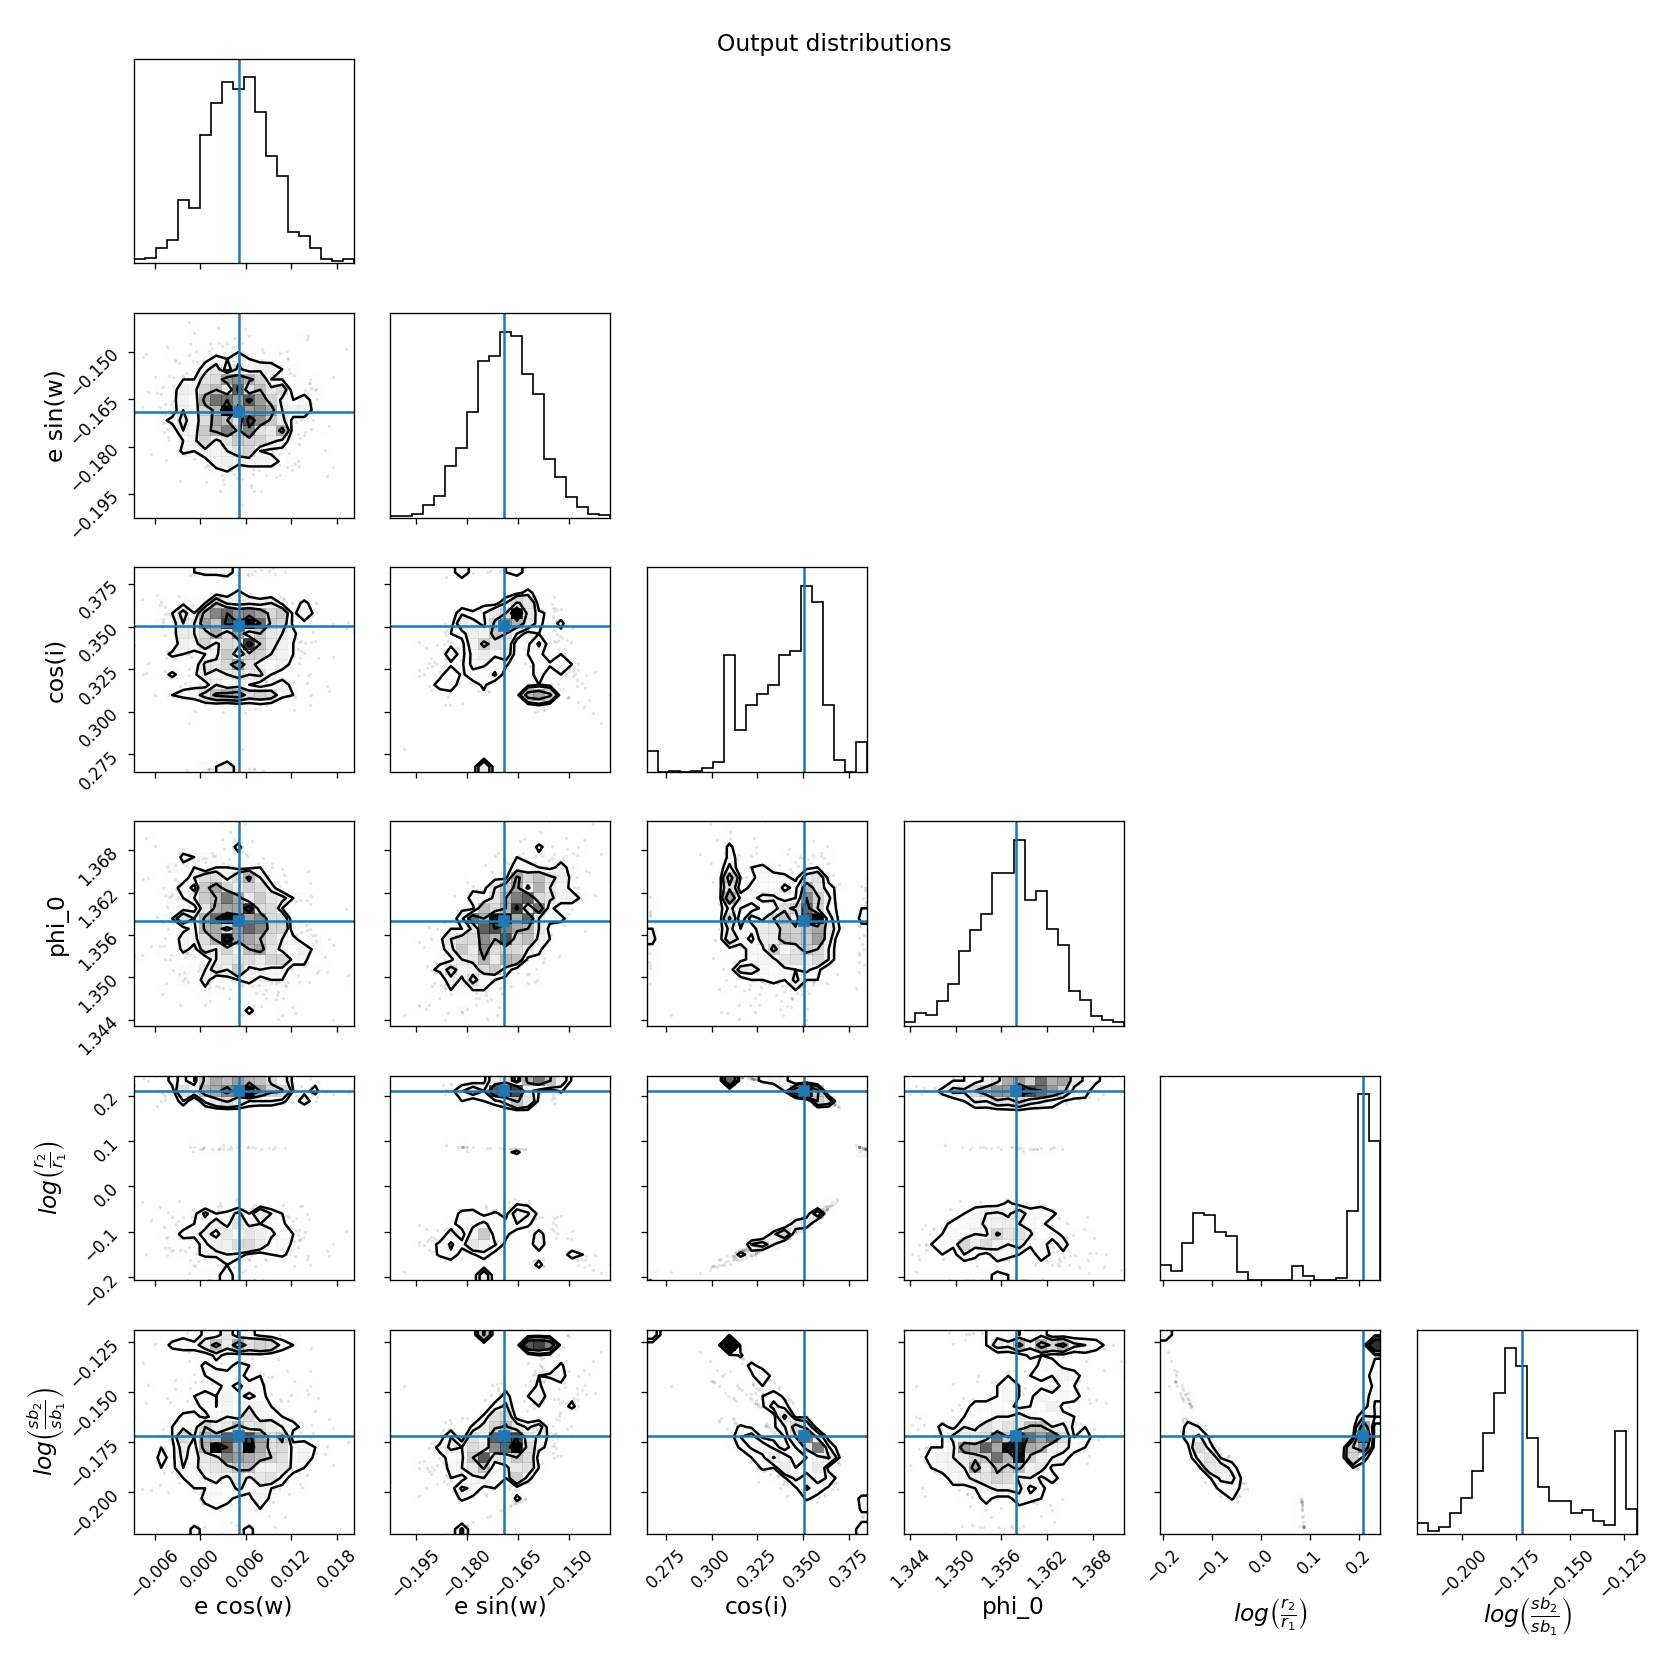 Output distributions
e sin(w)
−0.150
−0.165
−0.180
−0.195
cos(i)
0.375
0.350
0.325
0.300
0.275
phi_0
1.368
1.362
1.356
1.350
1.344
log(r2/r1)
0.2
0.1
0.0
−0.1
−0.2
log(sb2/sb1)
−0.125
−0.150
−0.175
−0.200
−0.006 0.000 0.006 0.012 0.018
−0.195 −0.180 −0.165 −0.150
0.275 0.300 0.325 0.350 0.375
1.344 1.350 1.356 1.362 1.368
−0.2 −0.1 0.0 0.1 0.2
−0.200 −0.175 −0.150 −0.125
e cos(w)
e sin(w)
cos(i)
phi_0
log(r2/r1)
log(sb2/sb1)